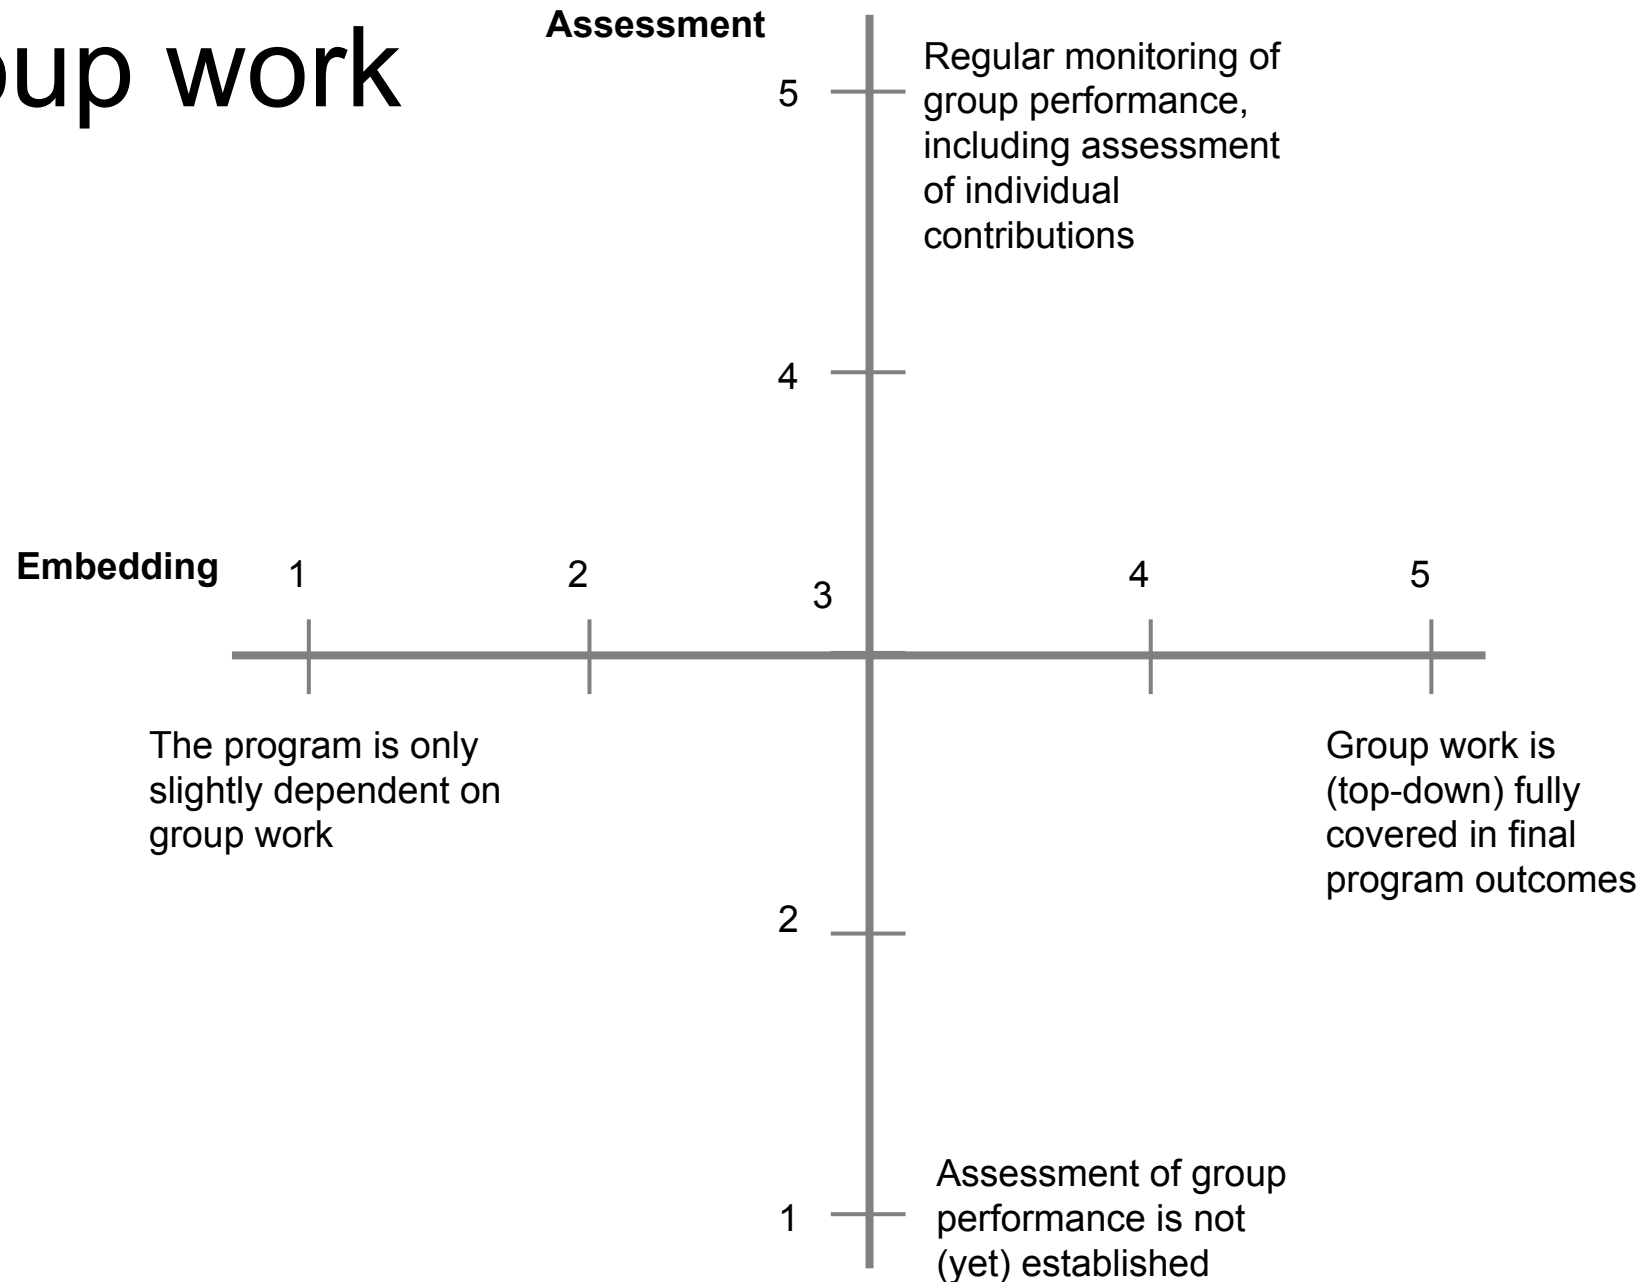 oup work
Assessment
5
Regular monitoring of
group performance,
including assessment
of individual
contributions
4
Embedding
1
2
3
4
5
The program is only
slightly dependent on
group work
Group work is
(top-down) fully
covered in final
program outcomes
2
1
Assessment of group
performance is not
(yet) established